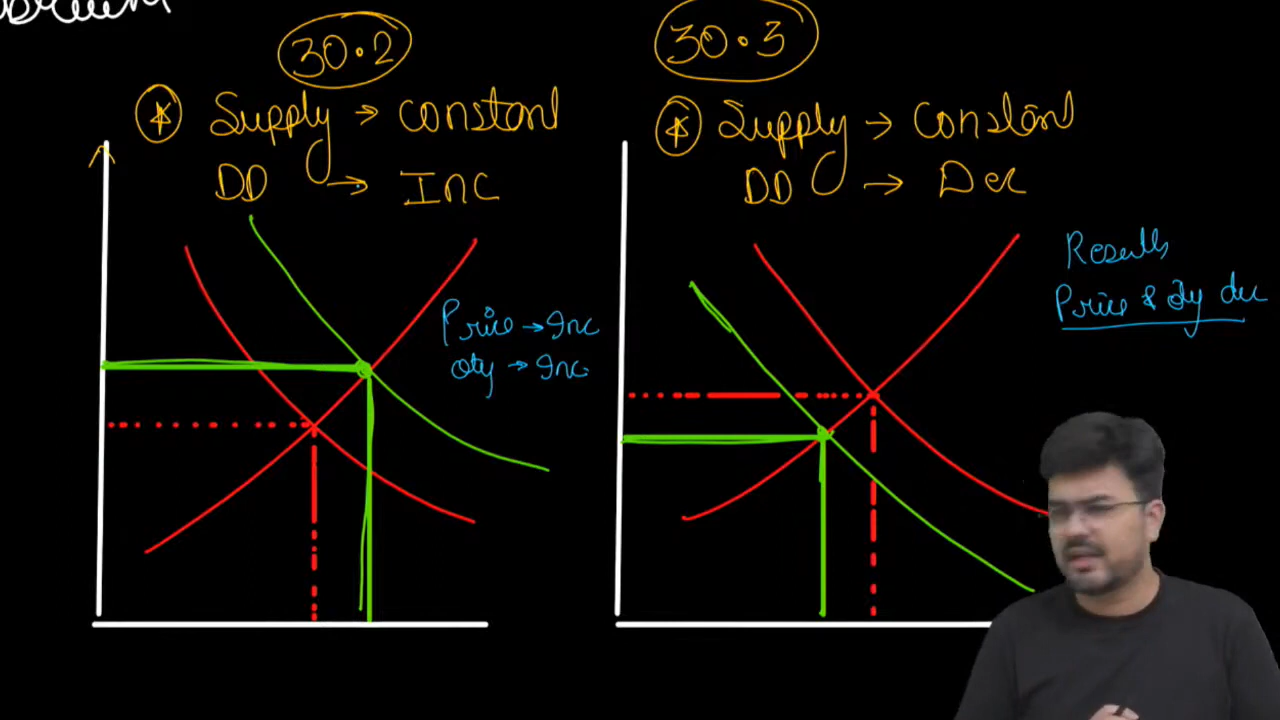 30.2
Supply → Constant
DD → Inc
Price → Inc
Qty → Inc
30.3
Supply → Constant
DD → Dec
Results
Price & Qty dec